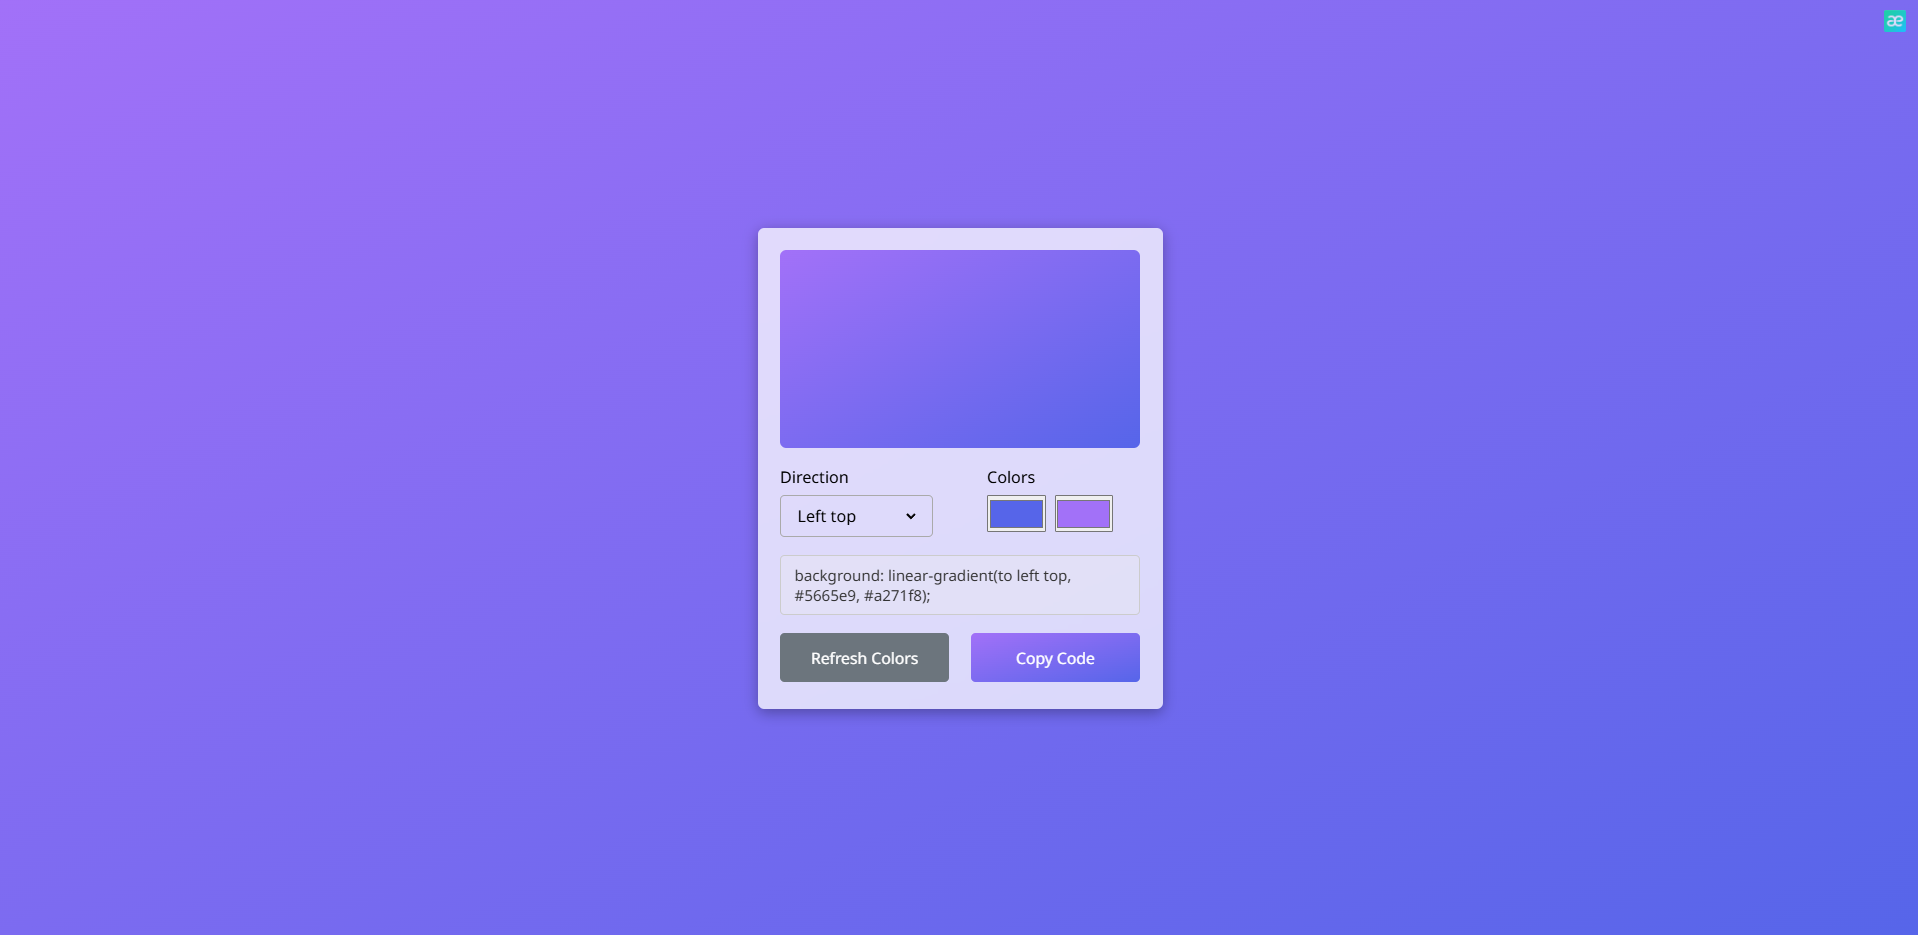 æ
Direction
Colors
Left top
background: linear-gradient(to left top,
#5665e9, #a271f8);
Refresh Colors
Copy Code